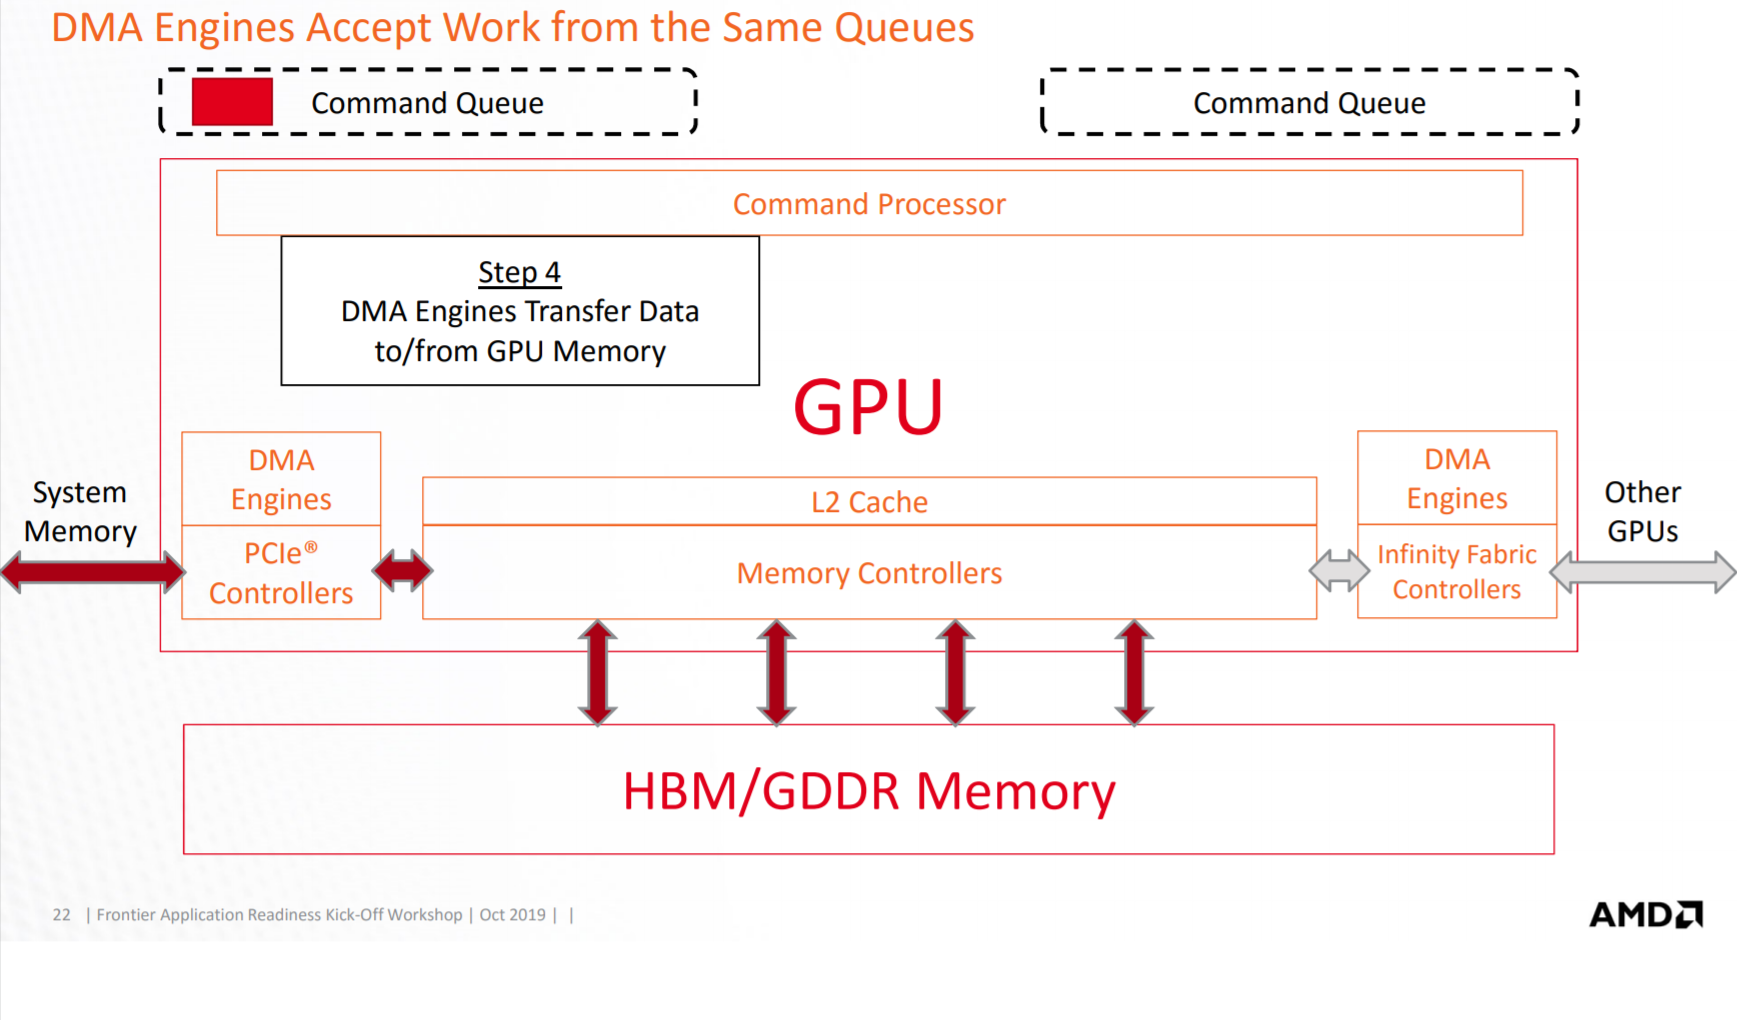 DMA Engines Accept Work from the Same Queues
Command Queue
Command Queue
Command Processor
Step 4
DMA Engines Transfer Data
to/from GPU Memory
GPU
DMA
Engines
PCIe®
Controllers
System
Memory
L2 Cache
Memory Controllers
DMA
Engines
Infinity Fabric
Controllers
Other
GPUs
HBM/GDDR Memory
22 | Frontier Application Readiness Kick-Off Workshop | Oct 2019 | |
AMD